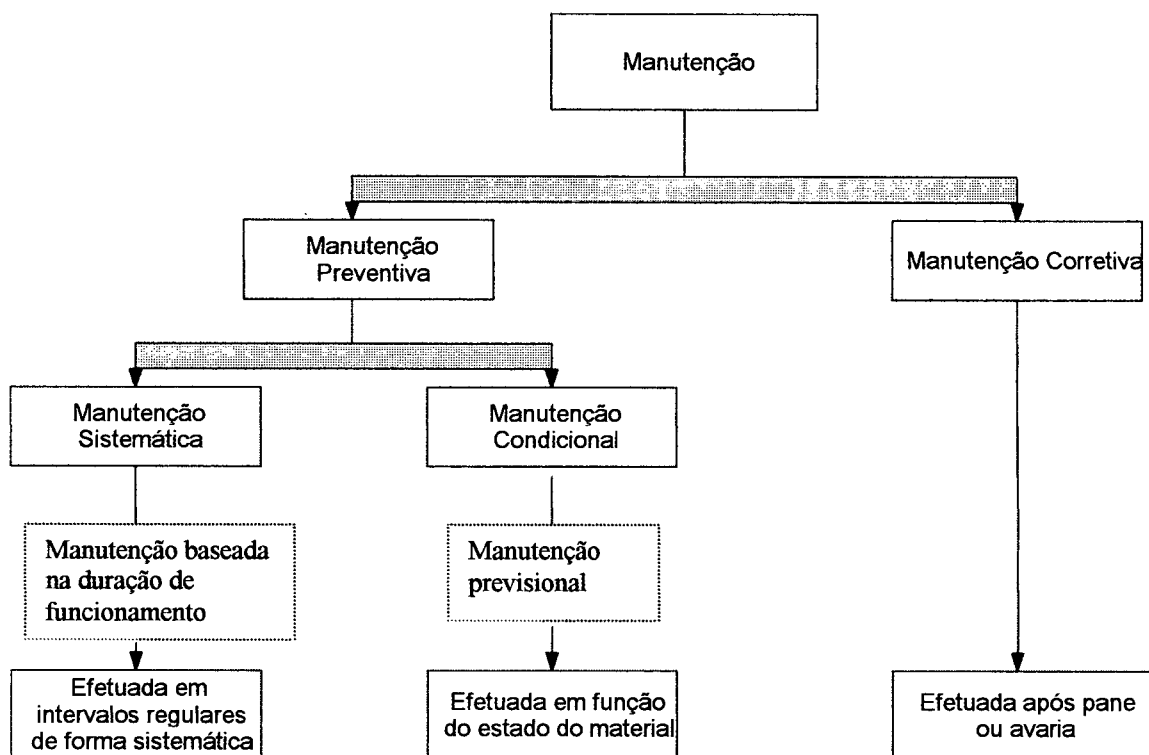 Manutenção
Manutenção
Preventiva
Manutenção Corretiva
Manutenção
Sistemática
Manutenção
Condicional
Manutenção baseada
na duração de
funcionamento
Manutenção
previsional
Efetuada em
intervalos regulares
de forma sistemática
Efetuada em função
do estado do material
Efetuada após pane
ou avaria